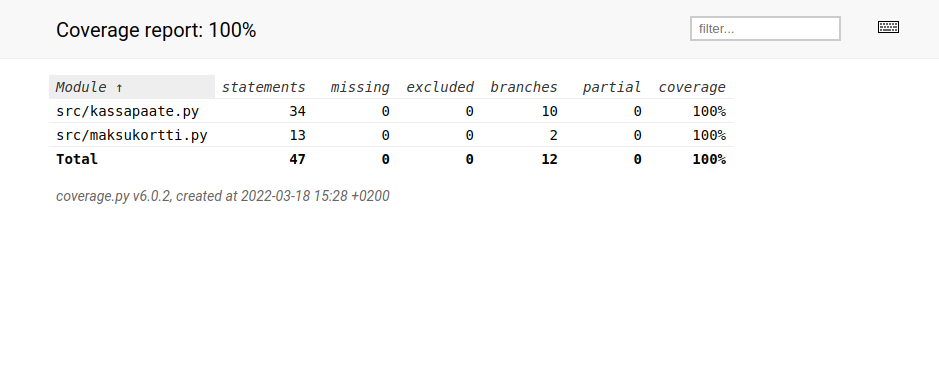 Coverage report: 100%
filter...
Module ↑ statements missing excluded branches partial coverage
src/kassapaate.py 34 0 0 10 0 100%
src/maksukortti.py 13 0 0 2 0 100%
Total 47 0 0 12 0 100%
coverage.py v6.0.2, created at 2022-03-18 15:28 +0200